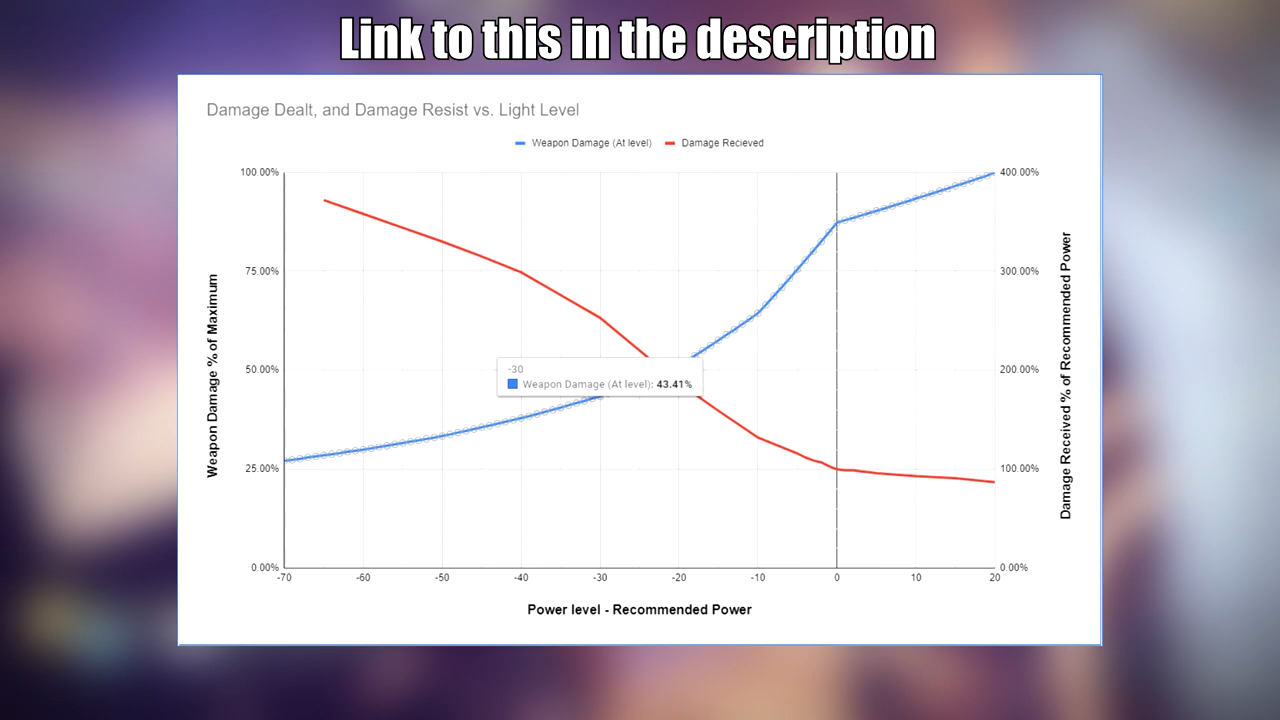 Link to this in the description
Damage Dealt, and Damage Resist vs. Light Level
Weapon Damage (At level) Damage Recieved
100.00% 400.00%
75.00% 300.00%
50.00% 200.00%
25.00% 100.00%
0.00% 0.00%
Weapon Damage % of Maximum
Damage Received % of Recommended Power
-30
Weapon Damage (At level): 43.41%
-70 -60 -50 -40 -30 -20 -10 0 10 20
Power level - Recommended Power